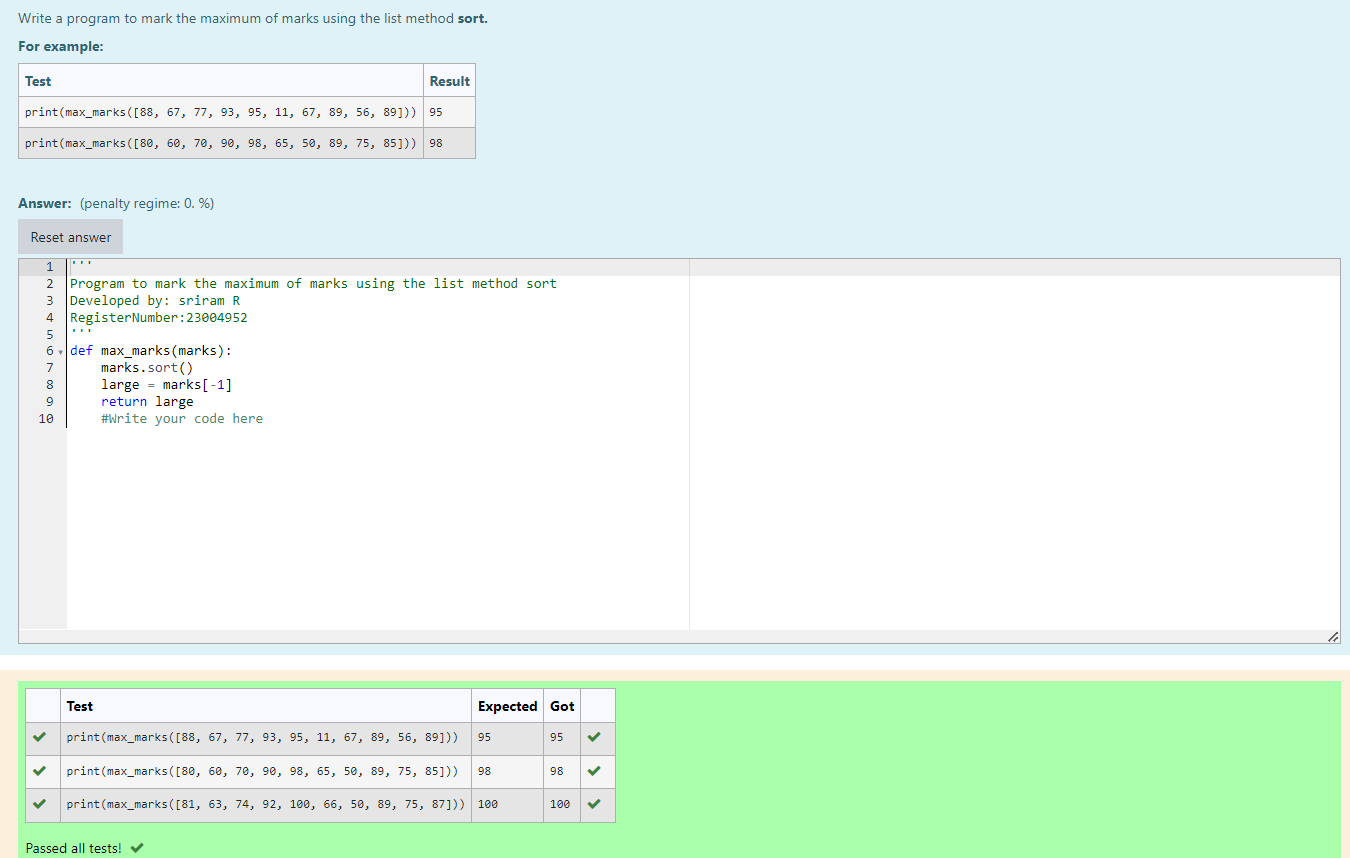 Write a program to mark the maximum of marks using the list method sort.
For example:
Test Result
print(max_marks([88, 67, 77, 93, 95, 11, 67, 89, 56, 89])) 95
print(max_marks([80, 60, 70, 90, 98, 65, 50, 89, 75, 85])) 98
Answer: (penalty regime: 0. %)
Reset answer
1 '''
2 Program to mark the maximum of marks using the list method sort
3 Developed by: sriram R
4 RegisterNumber:23004952
5 '''
6 def max_marks(marks):
7 marks.sort()
8 large = marks[-1]
9 return large
10 #Write your code here
Test Expected Got
print(max_marks([88, 67, 77, 93, 95, 11, 67, 89, 56, 89])) 95 95
print(max_marks([80, 60, 70, 90, 98, 65, 50, 89, 75, 85])) 98 98
print(max_marks([81, 63, 74, 92, 100, 66, 50, 89, 75, 87])) 100 100
Passed all tests!